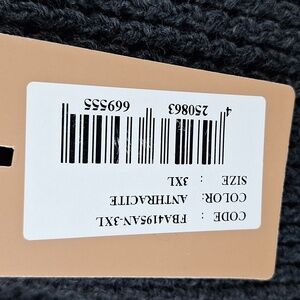 CODE : FBA4195AN-3XL
COLOR: ANTHRACITE
SIZE : 3XL
4 250863 669555